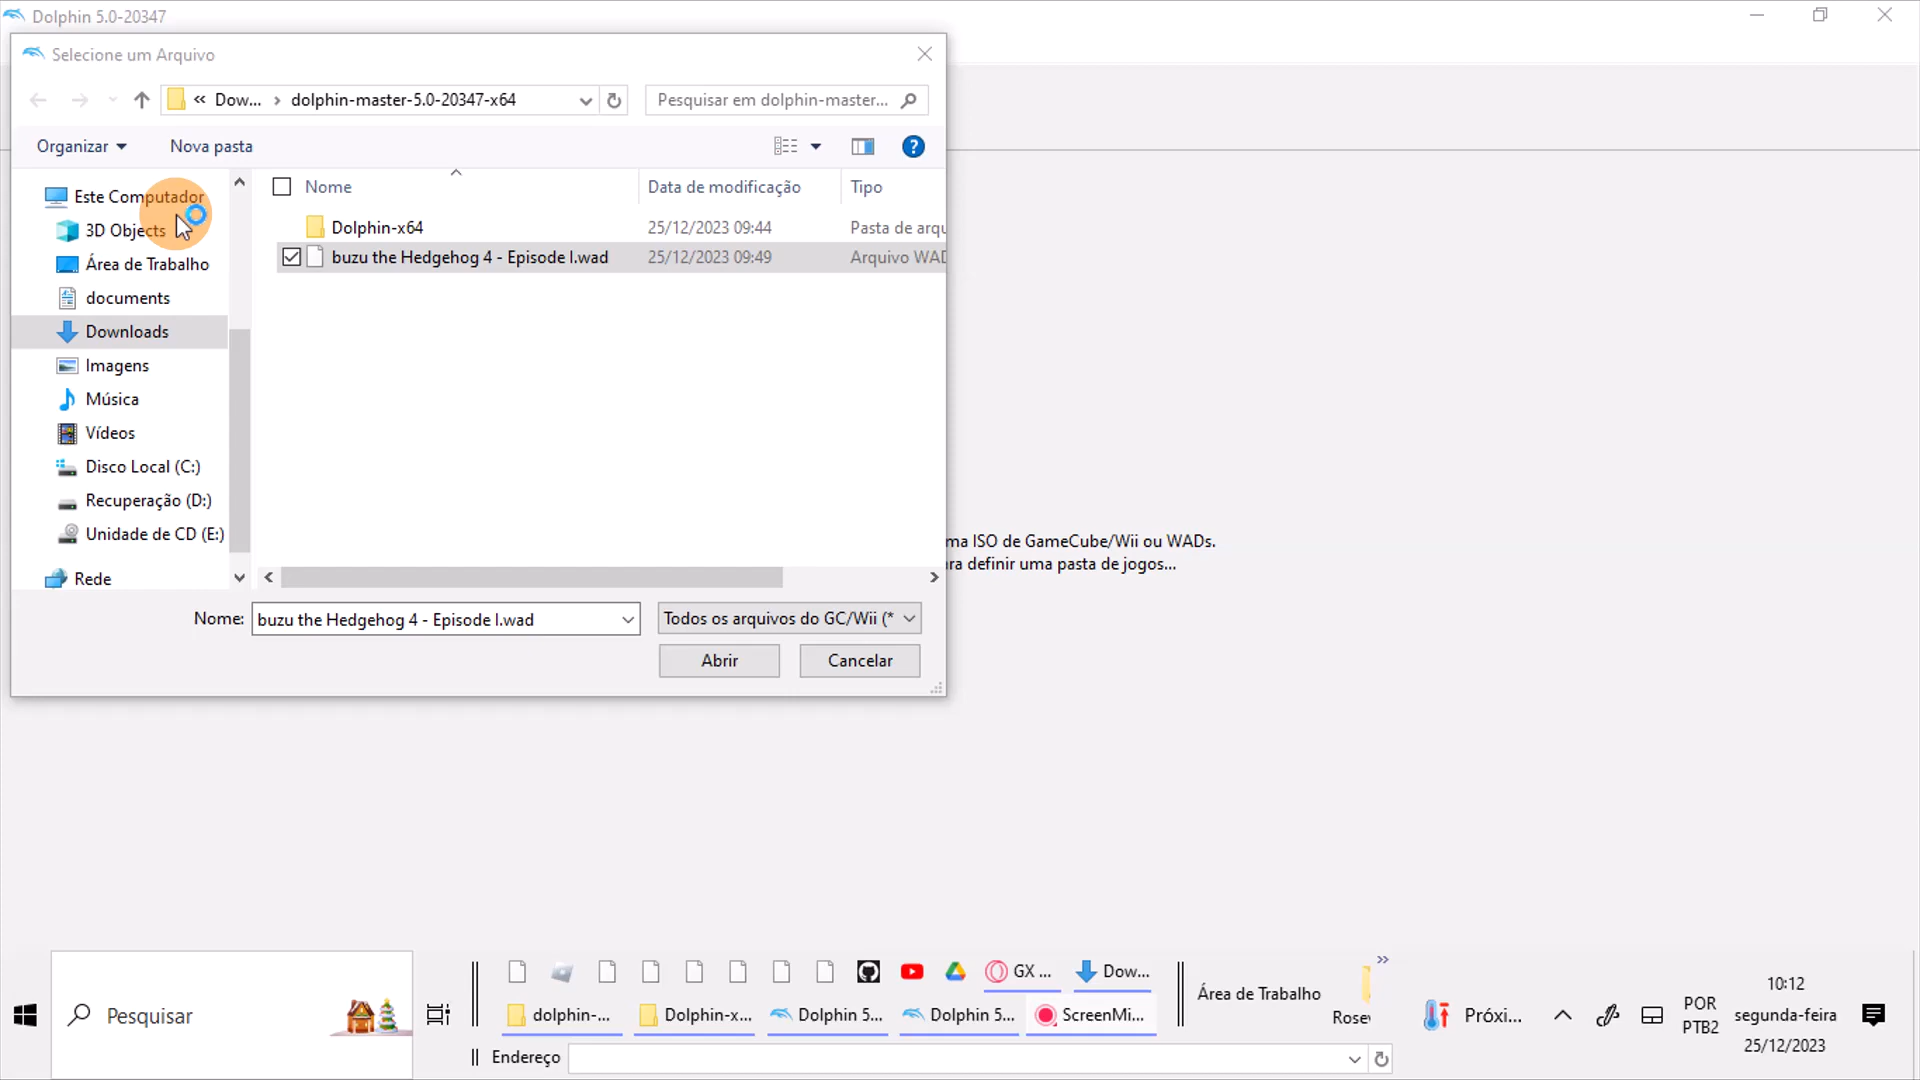 Dolphin 5.0-20347
Selecione um Arquivo
« Dow... › dolphin-master-5.0-20347-x64
Pesquisar em dolphin-master...
Organizar
Nova pasta
Este Computador
3D Objects
Área de Trabalho
documents
Downloads
Imagens
Música
Vídeos
Disco Local (C:)
Recuperação (D:)
Unidade de CD (E:)
Rede
Nome Data de modificação Tipo
Dolphin-x64 25/12/2023 09:44 Pasta de arqu
buzu the Hedgehog 4 - Episode I.wad 25/12/2023 09:49 Arquivo WAD
ma ISO de GameCube/Wii ou WADs.
ra definir uma pasta de jogos...
Nome: buzu the Hedgehog 4 - Episode I.wad Todos os arquivos do GC/Wii (*
Abrir Cancelar
Pesquisar
GX ... Dow...
dolphin-... Dolphin-x... Dolphin 5... Dolphin 5... ScreenMi...
Endereço
Área de Trabalho
Rosev
Próxi...
POR
PTB2
10:12
segunda-feira
25/12/2023